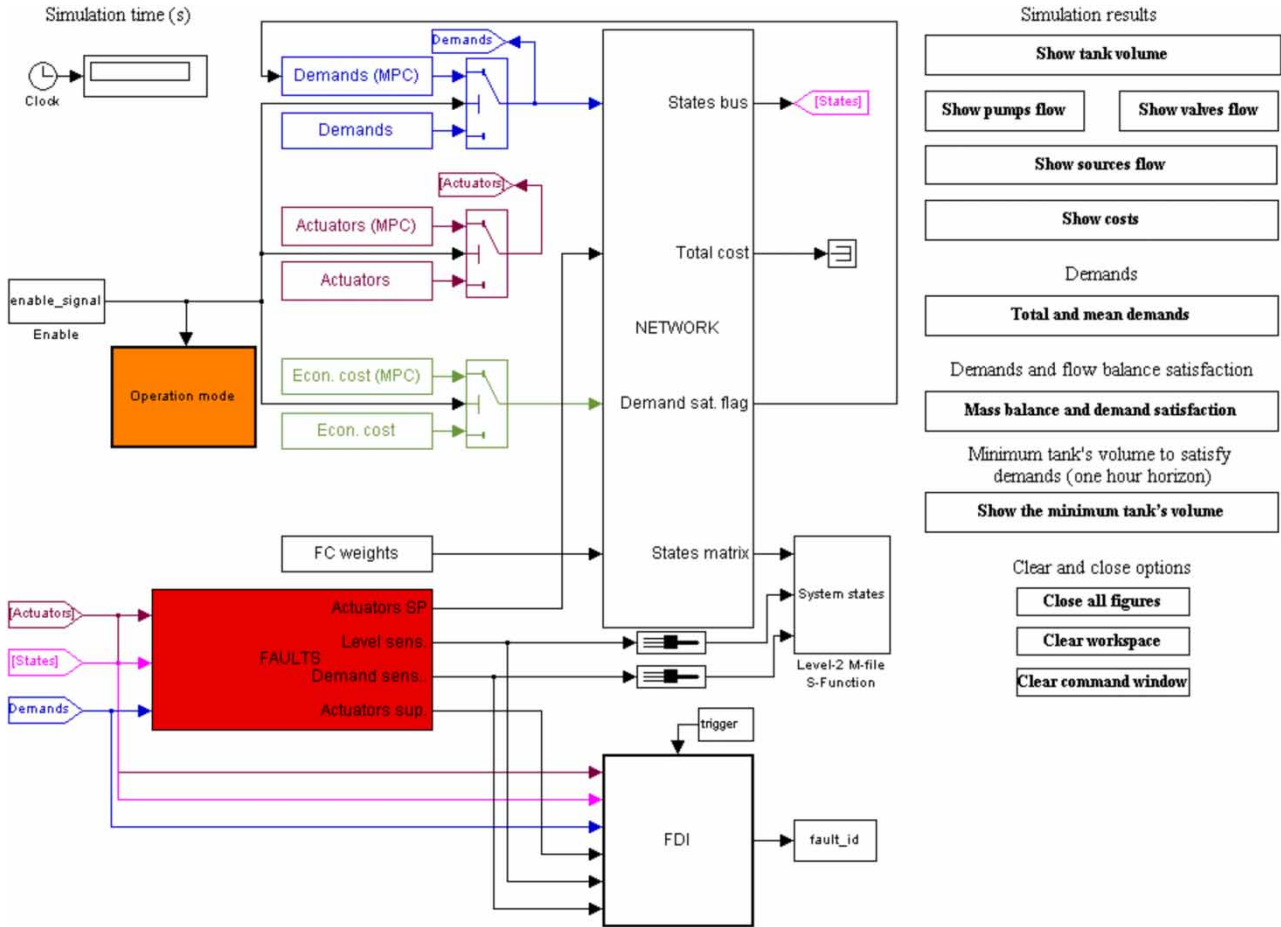 Simulation time (s)
Clock
Demands
Demands (MPC)
Demands
[Actuators]
Actuators (MPC)
Actuators
enable_signal
Enable
Operation mode
Econ. cost (MPC)
Econ. cost
FC weights
States bus
[States]
Total cost
NETWORK
Demand sat. flag
States matrix
System states
Level-2 M-file
S-Function
[Actuators]
[States]
Demands
Actuators SP
Level sens.
FAULTS
Demand sens..
Actuators sup.
trigger
FDI
fault_id
Simulation results
Show tank volume
Show pumps flow
Show valves flow
Show sources flow
Show costs
Demands
Total and mean demands
Demands and flow balance satisfaction
Mass balance and demand satisfaction
Minimum tank's volume to satisfy
demands (one hour horizon)
Show the minimum tank's volume
Clear and close options
Close all figures
Clear workspace
Clear command window